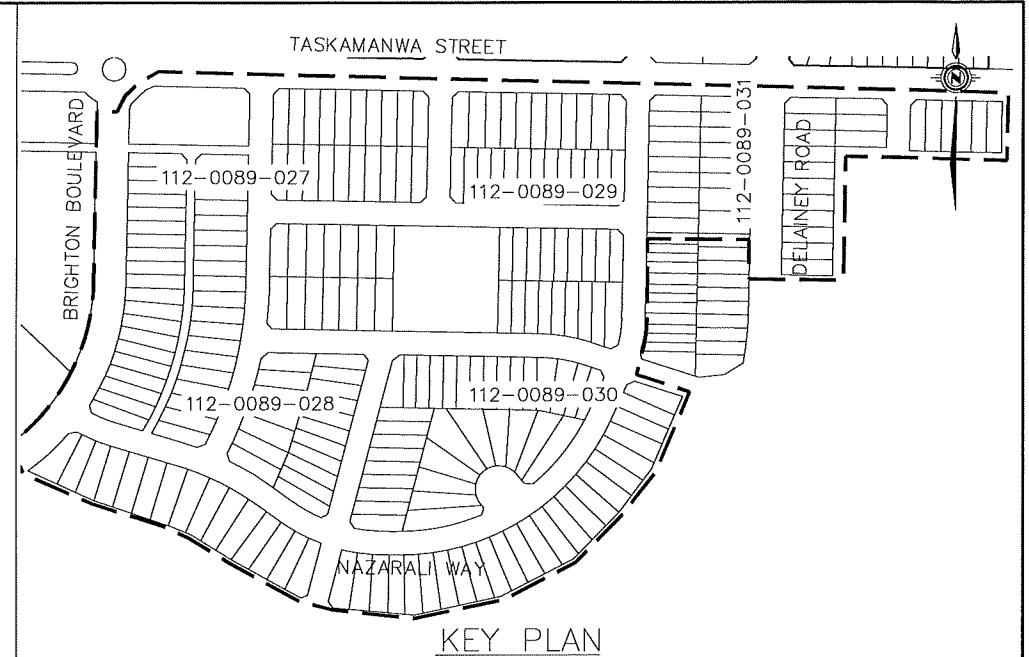 TASKAMANWA STREET
N
BRIGHTON BOULEVARD
112-0089-027
112-0089-029
112-0089-031
DELAINEY ROAD
112-0089-028
112-0089-030
NAZARALI WAY
KEY PLAN